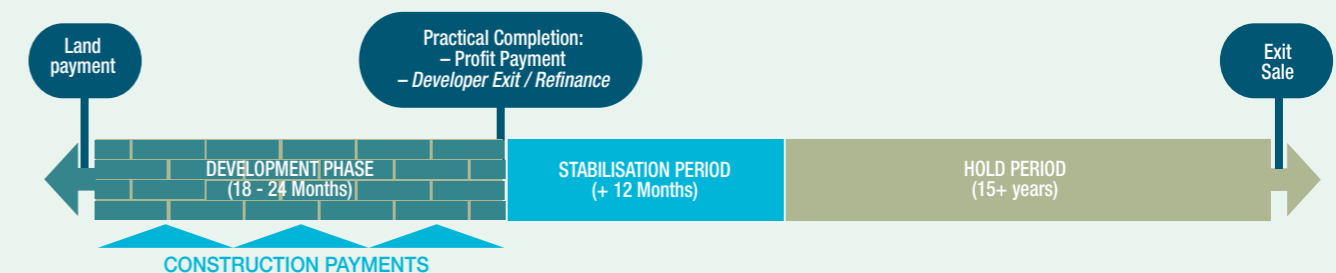 Land
payment
Practical Completion:
– Profit Payment
– Developer Exit / Refinance
Exit
Sale
DEVELOPMENT PHASE
(18 - 24 Months)
STABILISATION PERIOD
(+ 12 Months)
HOLD PERIOD
(15+ years)
CONSTRUCTION PAYMENTS